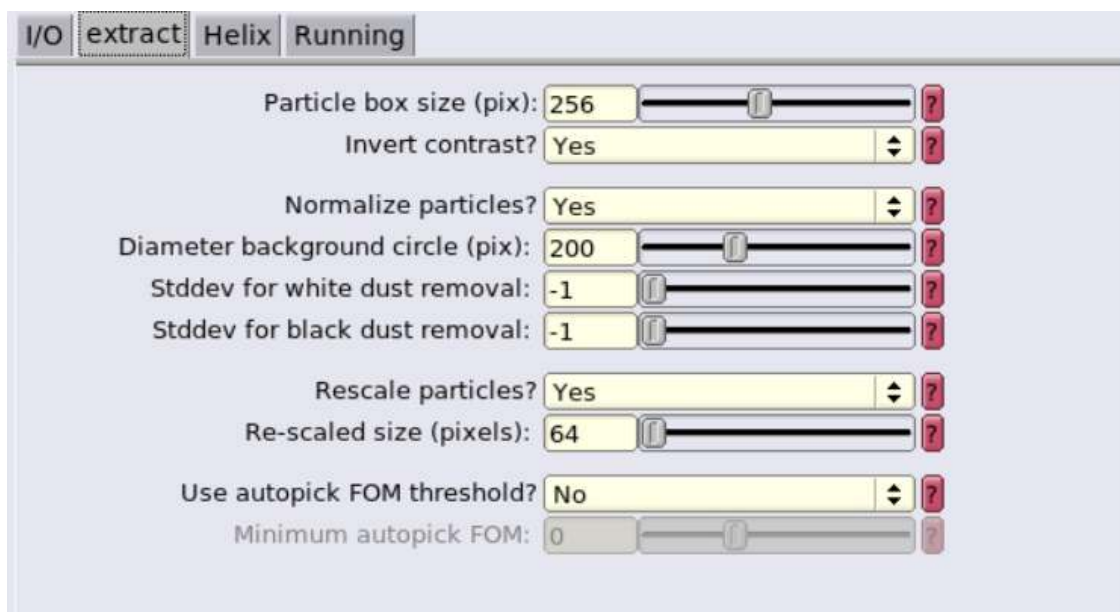 I/O extract Helix Running
Particle box size (pix): 256 ?
Invert contrast? Yes ?
Normalize particles? Yes ?
Diameter background circle (pix): 200 ?
Stddev for white dust removal: -1 ?
Stddev for black dust removal: -1 ?
Rescale particles? Yes ?
Re-scaled size (pixels): 64 ?
Use autopick FOM threshold? No ?
Minimum autopick FOM: 0 ?